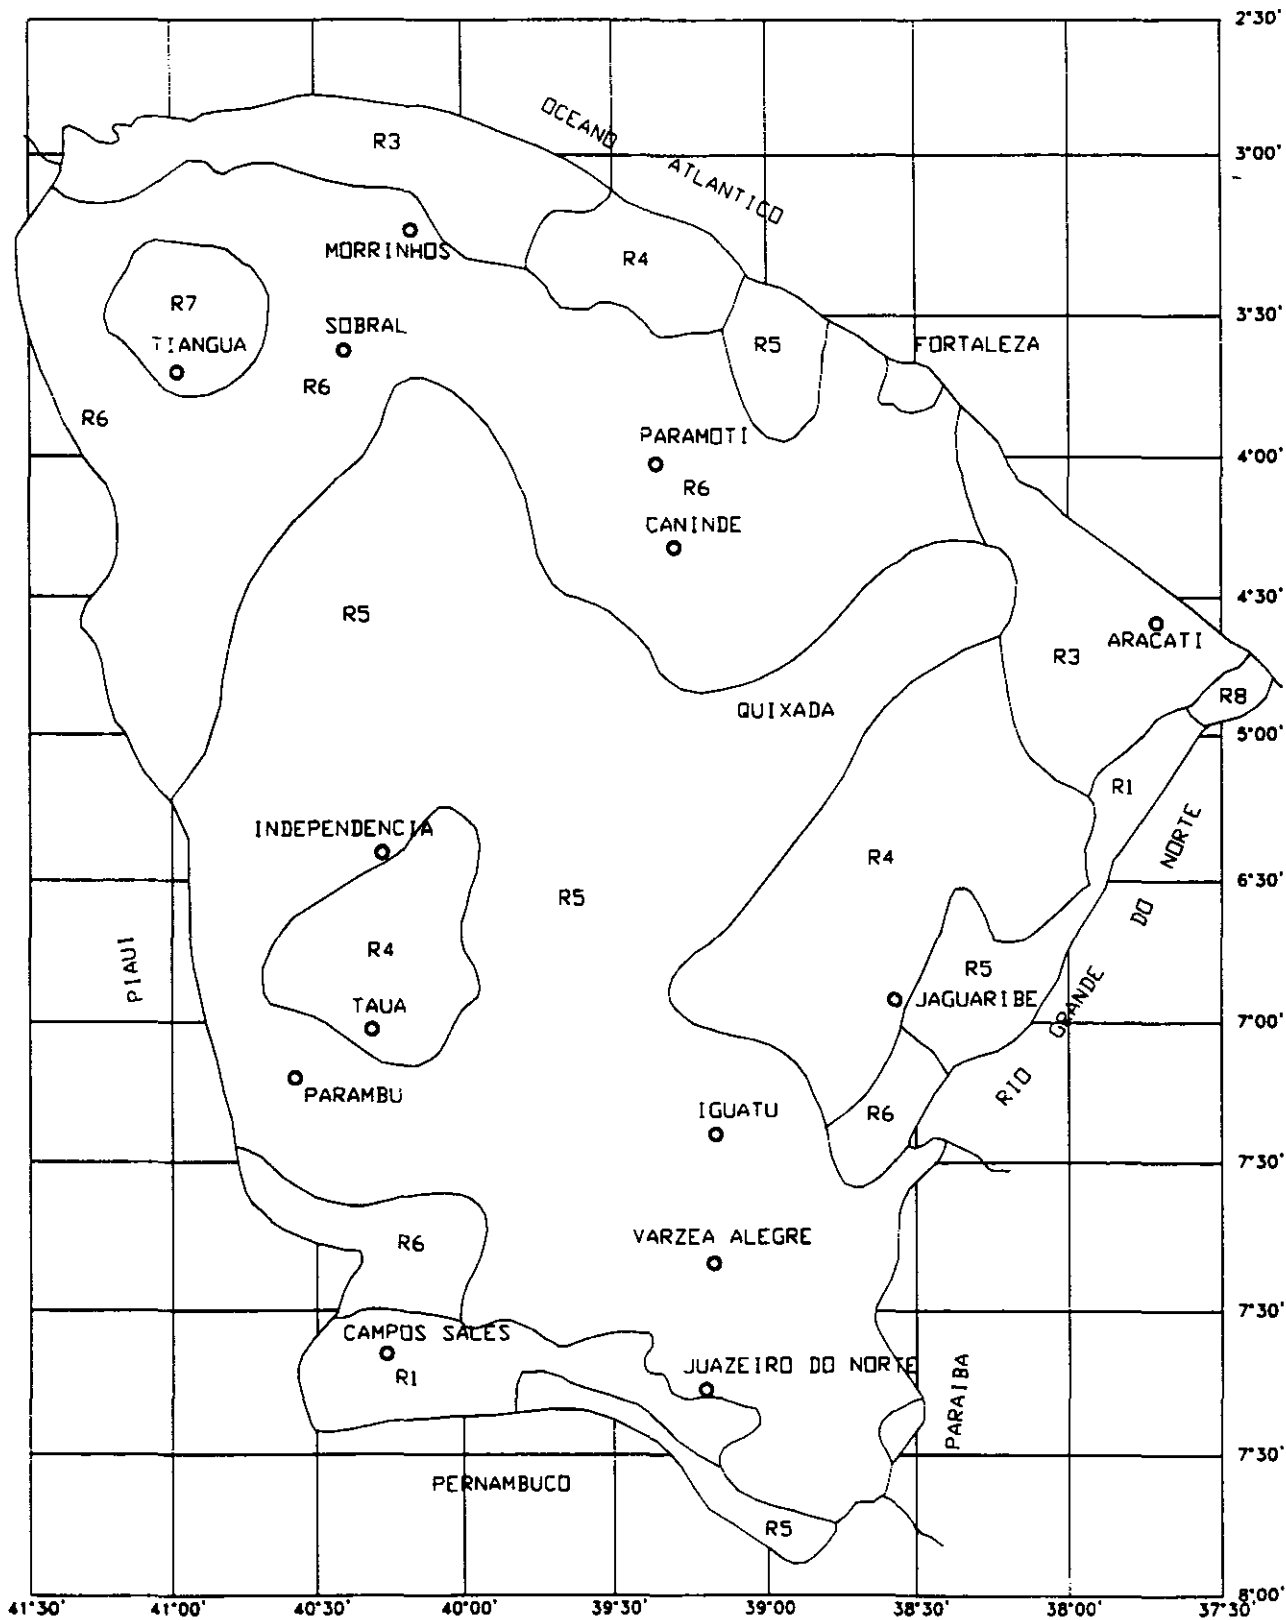 2°30'
OCEANO
ATLANTICO
R3
3°00'
MORRINHOS
R4
R7
SOBRAL
3°30'
TIANGUA
R5
FORTALEZA
R6
R6
PARAMOTI
4°00'
R6
CANINDE
4°30'
R5
ARACATI
R3
R8
QUIXADA
5°00'
R1
INDEPENDENCIA
R4
6°30'
R5
RIO GRANDE DO NORTE
PIAUI
R4
R5
TAUA
JAGUARIBE
7°00'
PARAMBU
IGUATU
R6
7°30'
VARZEA ALEGRE
R6
7°30'
CAMPOS SALES
JUAZEIRO DO NORTE
R1
PARAIBA
7°30'
PERNAMBUCO
R5
8°00'
41°30' 41°00' 40°30' 40°00' 39°30' 39°00' 38°30' 38°00' 37°30'